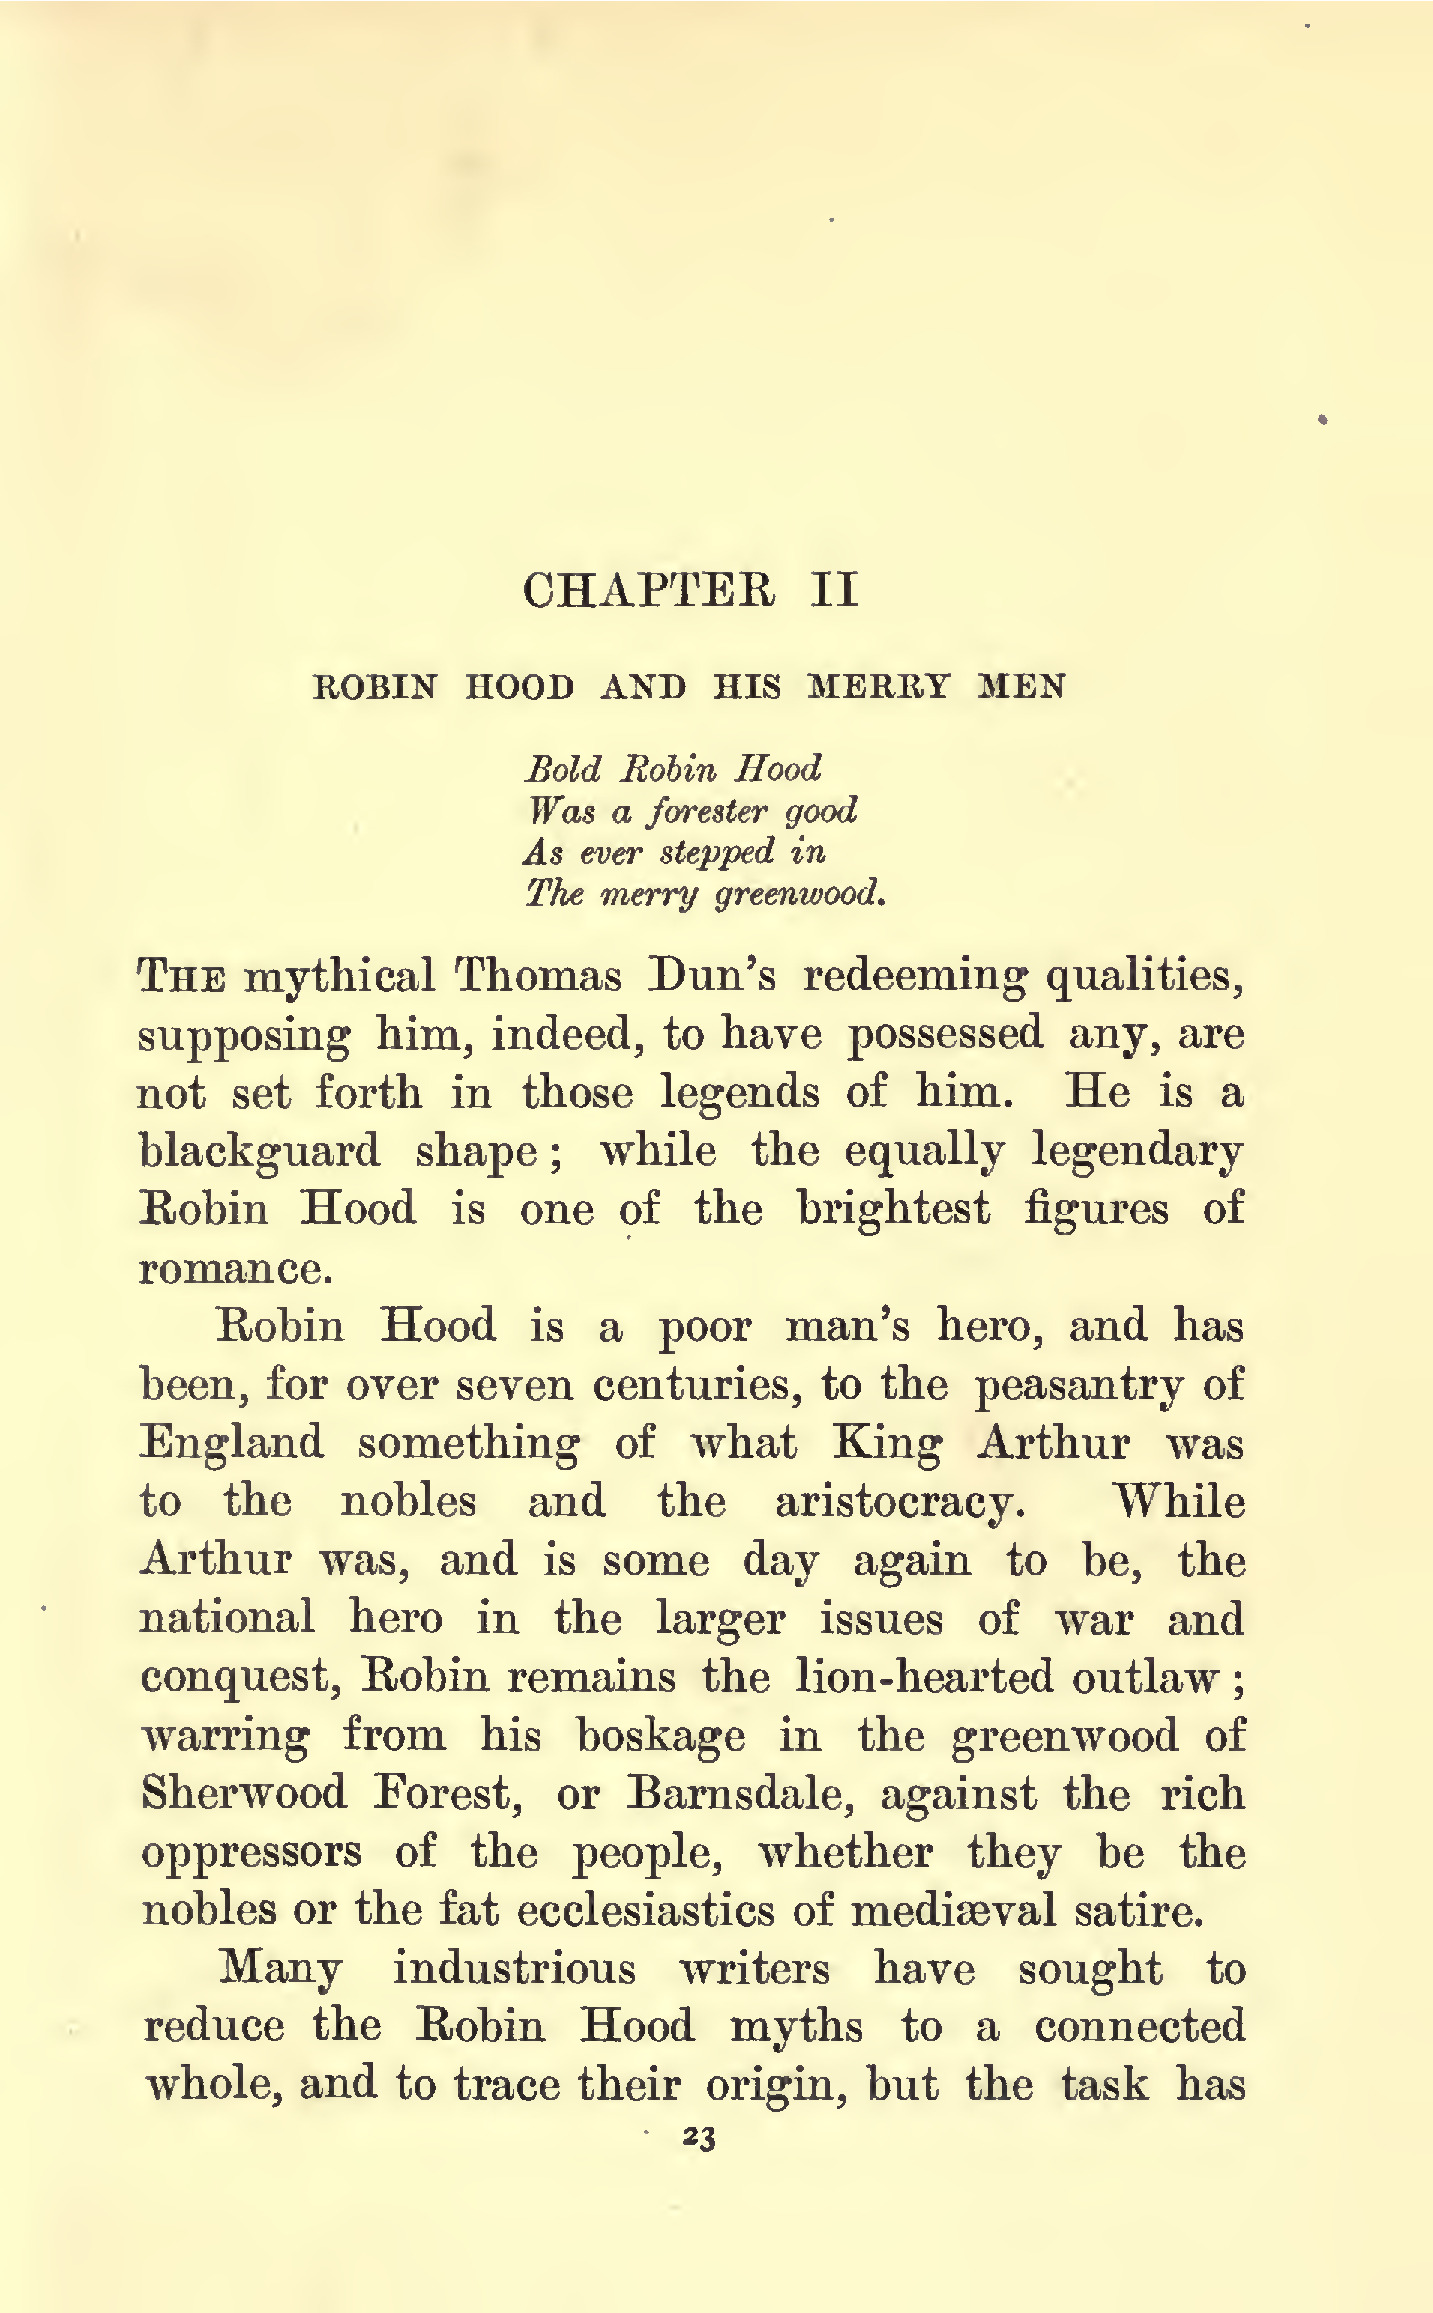 CHAPTER II
ROBIN HOOD AND HIS MERRY MEN
Bold Robin Hood
Was a forester good
As ever stepped in
The merry greenwood.
THE mythical Thomas Dun's redeeming qualities,
supposing him, indeed, to have possessed any, are
not set forth in those legends of him. He is a
blackguard shape; while the equally legendary
Robin Hood is one of the brightest figures of
romance.
Robin Hood is a poor man's hero, and has
been, for over seven centuries, to the peasantry of
England something of what King Arthur was
to the nobles and the aristocracy. While
Arthur was, and is some day again to be, the
national hero in the larger issues of war and
conquest, Robin remains the lion-hearted outlaw;
warring from his boskage in the greenwood of
Sherwood Forest, or Barnsdale, against the rich
oppressors of the people, whether they be the
nobles or the fat ecclesiastics of mediæval satire.
Many industrious writers have sought to
reduce the Robin Hood myths to a connected
whole, and to trace their origin, but the task has
23